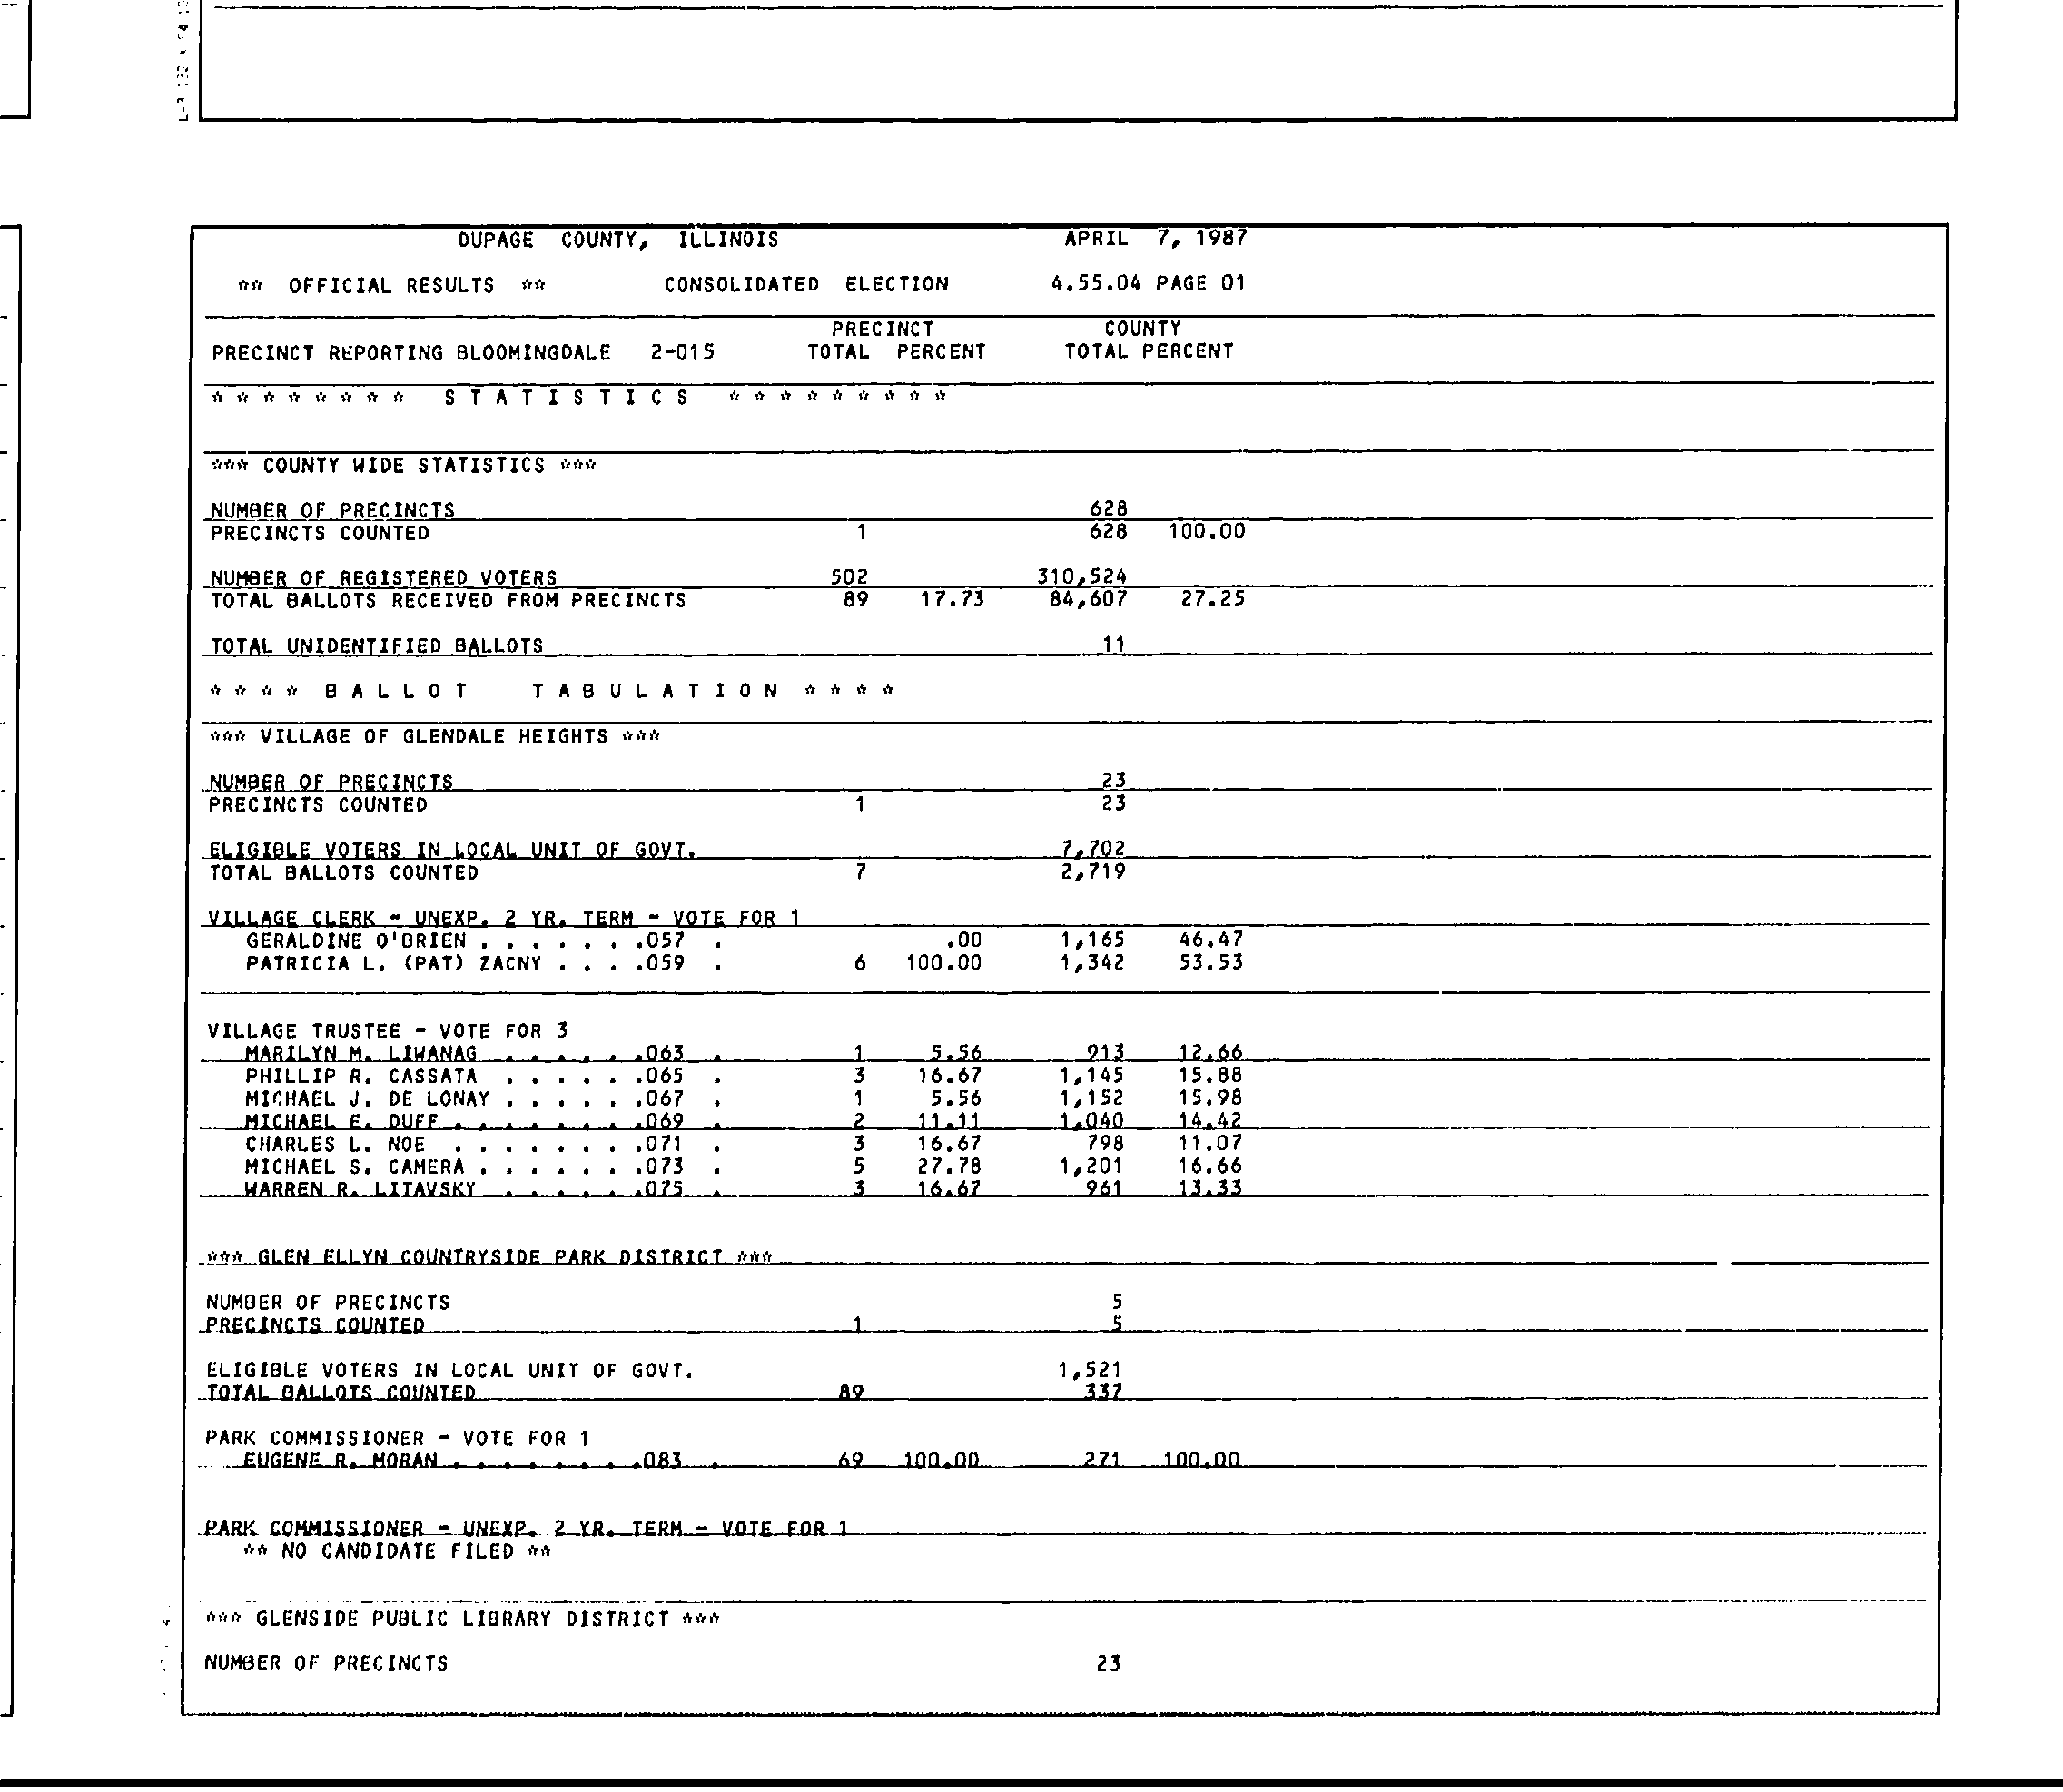 DUPAGE COUNTY, ILLINOIS APRIL 7, 1987
** OFFICIAL RESULTS ** CONSOLIDATED ELECTION 4.55.04 PAGE 01
PRECINCT COUNTY
PRECINCT REPORTING BLOOMINGDALE 2-015 TOTAL PERCENT TOTAL PERCENT
* * * * * * * * S T A T I S T I C S * * * * * * * * *
*** COUNTY WIDE STATISTICS ***
NUMBER OF PRECINCTS 628
PRECINCTS COUNTED 1 628 100.00
NUMBER OF REGISTERED VOTERS 502 310,524
TOTAL BALLOTS RECEIVED FROM PRECINCTS 89 17.73 84,607 27.25
TOTAL UNIDENTIFIED BALLOTS 11
* * * * B A L L O T T A B U L A T I O N * * * *
*** VILLAGE OF GLENDALE HEIGHTS ***
NUMBER OF PRECINCTS 23
PRECINCTS COUNTED 1 23
ELIGIBLE VOTERS IN LOCAL UNIT OF GOVT. 7,702
TOTAL BALLOTS COUNTED 7 2,719
VILLAGE CLERK - UNEXP. 2 YR. TERM - VOTE FOR 1
GERALDINE O'BRIEN . . . . . . .057 . .00 1,165 46.47
PATRICIA L. (PAT) ZACNY . . . .059 . 6 100.00 1,342 53.53
VILLAGE TRUSTEE - VOTE FOR 3
MARILYN M. LIWANAG . . . . . .063 . 1 5.56 913 12.66
PHILLIP R. CASSATA . . . . . .065 . 3 16.67 1,145 15.88
MICHAEL J. DE LONAY . . . . . .067 . 1 5.56 1,152 15.98
MICHAEL E. DUFF . . . . . . . .069 . 2 11.11 1,040 14.42
CHARLES L. NOE . . . . . . . .071 . 3 16.67 798 11.07
MICHAEL S. CAMERA . . . . . . .073 . 5 27.78 1,201 16.66
WARREN R. LITAVSKY . . . . . .075 . 3 16.67 961 13.33
*** GLEN ELLYN COUNTRYSIDE PARK DISTRICT ***
NUMBER OF PRECINCTS 5
PRECINCTS COUNTED 1 5
ELIGIBLE VOTERS IN LOCAL UNIT OF GOVT. 1,521
TOTAL BALLOTS COUNTED 89 337
PARK COMMISSIONER - VOTE FOR 1
EUGENE R. MORAN . . . . . . . .083 . 69 100.00 271 100.00
PARK COMMISSIONER - UNEXP. 2 YR. TERM - VOTE FOR 1
** NO CANDIDATE FILED **
*** GLENSIDE PUBLIC LIBRARY DISTRICT ***
NUMBER OF PRECINCTS 23